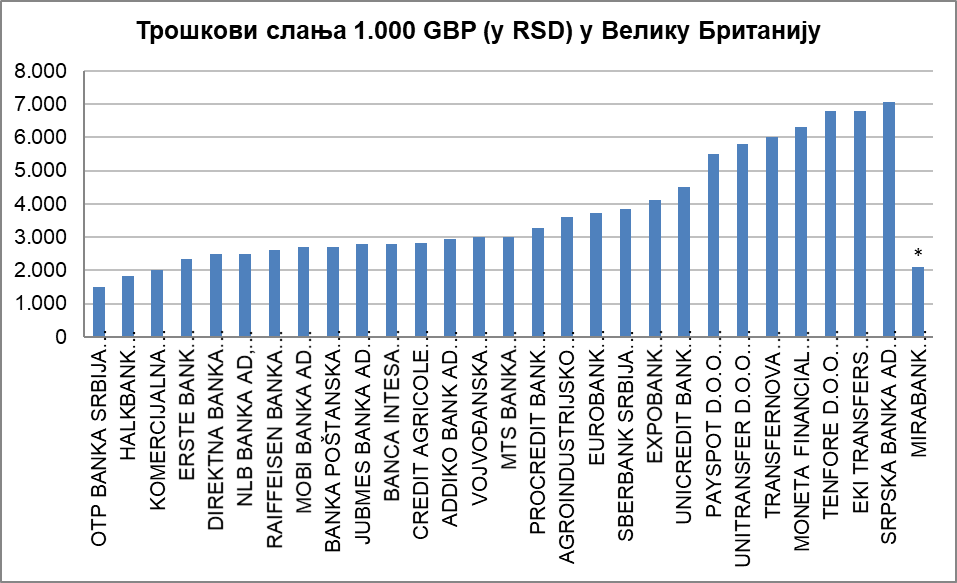 Трошкови слања 1.000 GBP (у RSD) у Велику Британију
8.000
7.000
6.000
5.000
4.000
3.000
2.000
1.000
0
*
OTP BANKA SRBIJA…
HALKBANK…
KOMERCIJALNA…
ERSTE BANK…
DIREKTNA BANKA…
NLB BANKA AD,…
RAIFFEISEN BANKA…
MOBI BANKA AD…
BANKA POŠTANSKA…
JUBMES BANKA AD…
BANCA INTESA…
CREDIT AGRICOLE…
ADDIKO BANK AD…
VOJVOĐANSKA…
MTS BANKA…
PROCREDIT BANK…
AGROINDUSTRIJSKO…
EUROBANK…
SBERBANK SRBIJA…
EXPOBANK…
UNICREDIT BANK…
PAYSPOT D.O.O.…
UNITRANSFER D.O.O.…
TRANSFERNOVA…
MONETA FINANCIAL…
TENFORE D.O.O.…
EKI TRANSFERS…
SRPSKA BANKA AD…
MIRABANK…